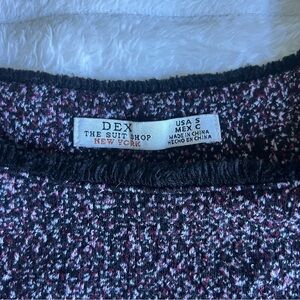 DEX
THE SUIT SHOP
NEW YORK
USA S
MEX C
MADE IN CHINA
HECHO EN CHINA